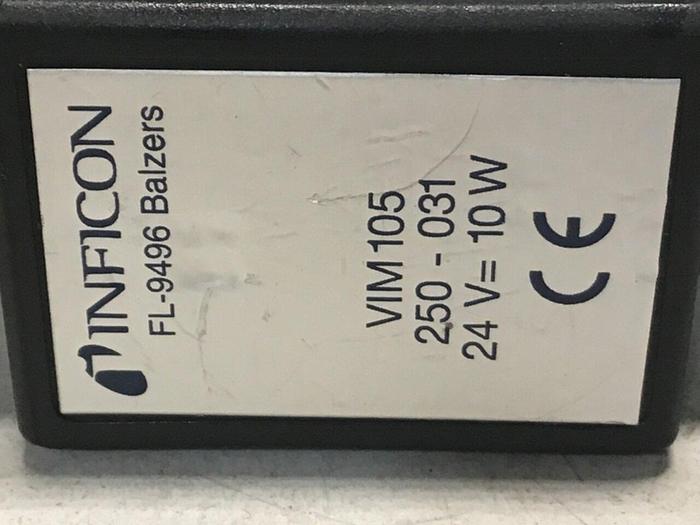 INFICON
FL-9496 Balzers
VIM105
250 - 031
24 V= 10 W
CE